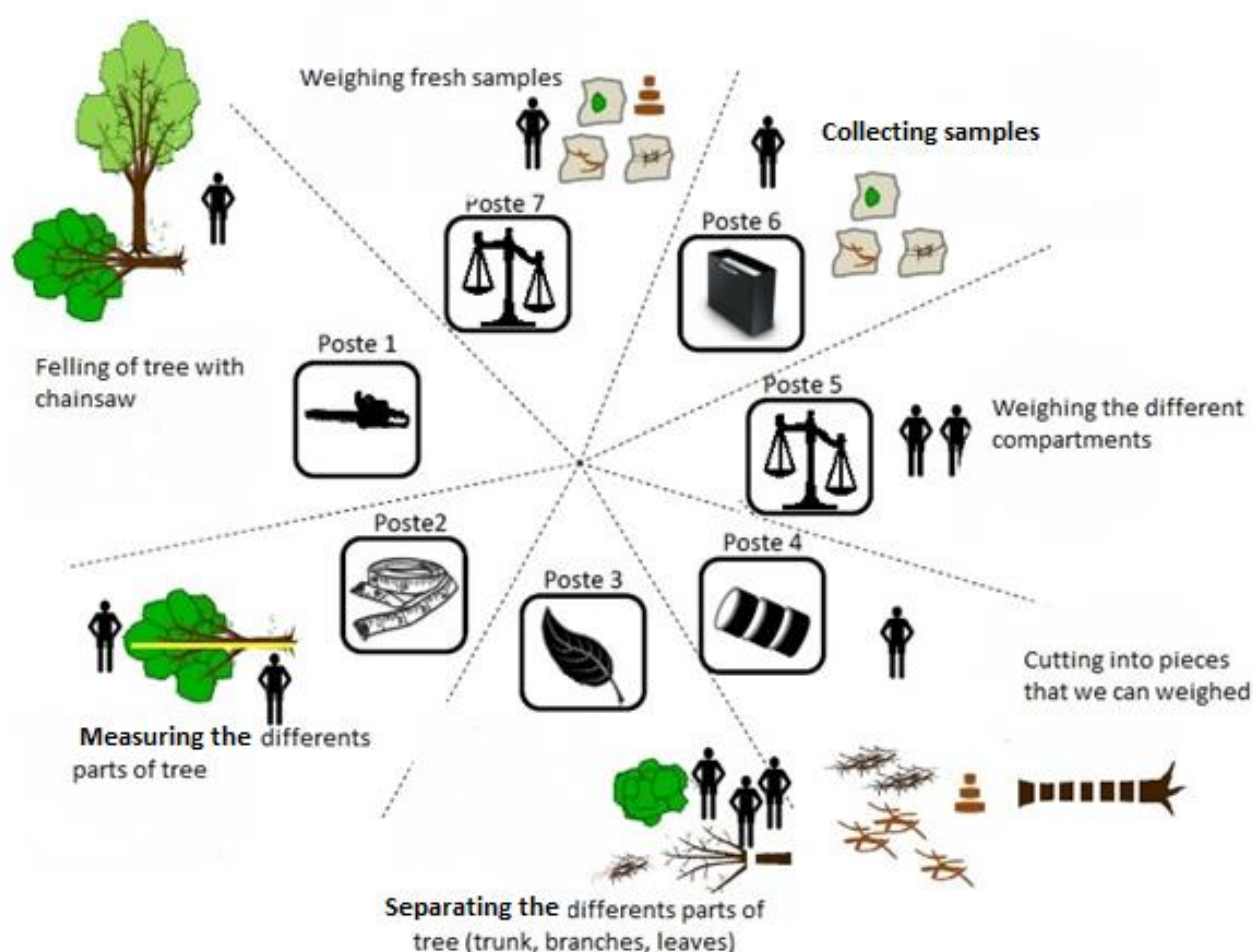 Weighing fresh samples
Collecting samples
Poste 7
Poste 6
Felling of tree with
chainsaw
Poste 1
Poste 5
Weighing the different
compartments
Poste2
Poste 3
Poste 4
Cutting into pieces
that we can weighed
Measuring the differents
parts of tree
Separating the differents parts of
tree (trunk, branches, leaves)